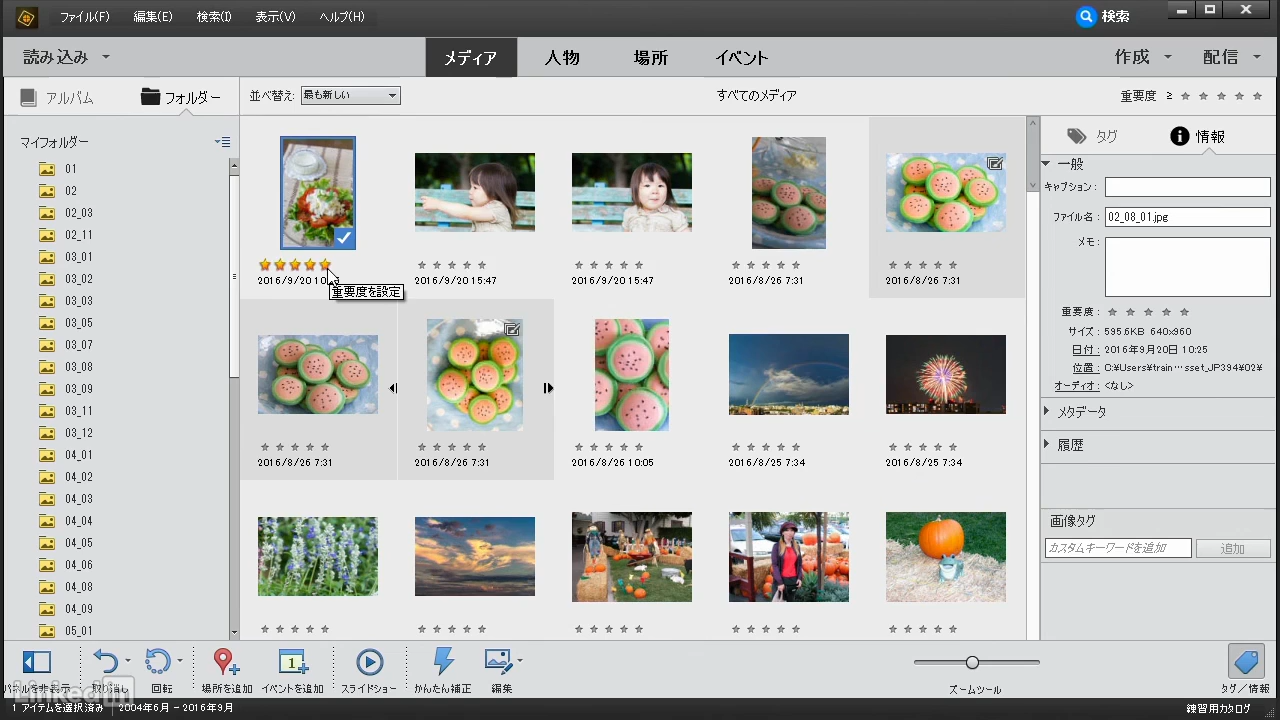 ファイル(F) 編集(E) 検索(I) 表示(V) ヘルプ(H) 検索
読み込み メディア 人物 場所 イベント 作成 配信
アルバム フォルダー 並べ替え: 最も新しい すべてのメディア 重要度 ≥
マイフォルダー
01
02
02_03
02_11
03_01
03_02
03_03
03_05
03_07
03_08
03_09
03_11
03_12
04_01
04_02
04_03
04_04
04_05
04_06
04_08
04_09
05_01
2016/9/20 10 2016/9/20 15:47 2016/9/20 15:47 2016/8/26 7:31 2016/8/26 7:31
重要度を設定
2016/8/26 7:31 2016/8/26 7:31 2016/8/26 10:05 2016/8/25 7:34 2016/8/25 7:34
タグ 情報
一般
キャプション:
ファイル名: 02_08_01.jpg
メモ:
重要度:
サイズ: 595.6KB 640x960
日付: 2016年9月20日 10:25
位置: C:¥Users¥train…sset_JP394¥02¥
オーディオ: <なし>
メタデータ
履歴
画像タグ
カスタムキーワードを追加 追加
回転 場所を追加 イベントを追加 スライドショー かんたん補正 編集 ズームツール タグ/情報
LinkedIn
1 アイテムを選択済み 2004年6月 - 2016年9月 練習用カタログ